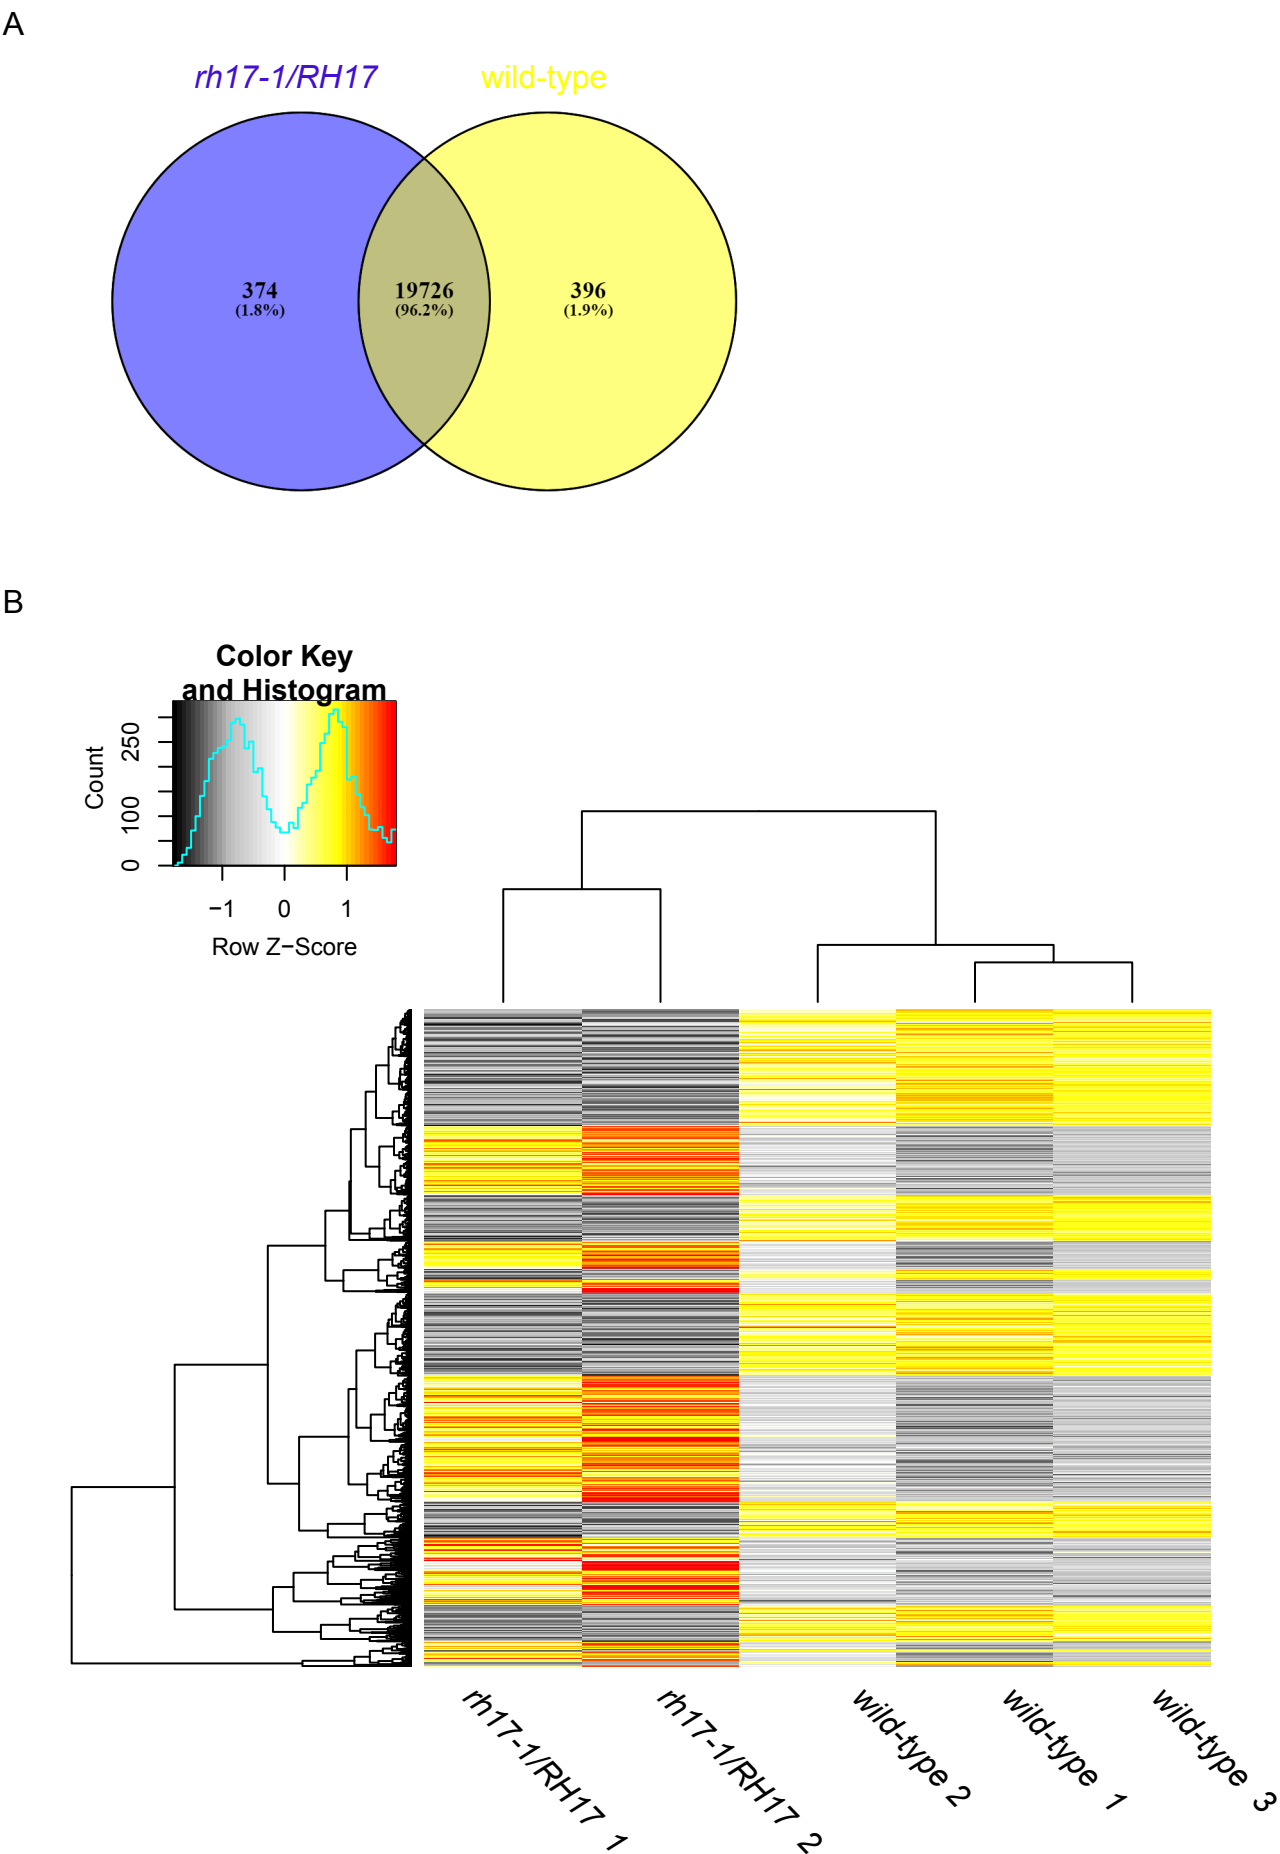 A
rh17-1/RH17 wild-type
374 19726 396
(1.8%) (96.2%) (1.9%)
B
Color Key
and Histogram
Count
0 100 250
−1 0 1
Row Z−Score
rh17-1/RH17 1
rh17-1/RH17 2
wild-type 2
wild-type 1
wild-type 3